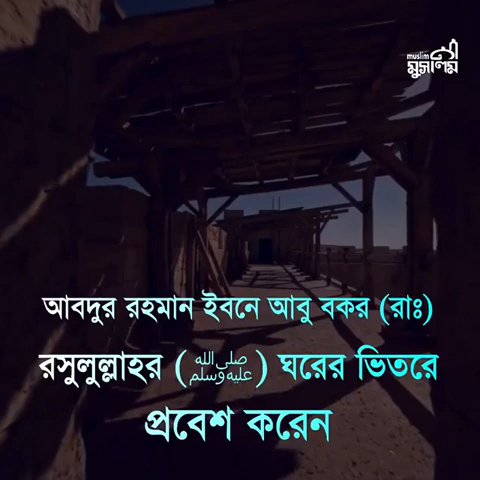 muslim
মুসলিম
আবদুর রহমান ইবনে আবু বকর (রাঃ)
রসুলুল্লাহর (ﷺ) ঘরের ভিতরে
প্রবেশ করেন